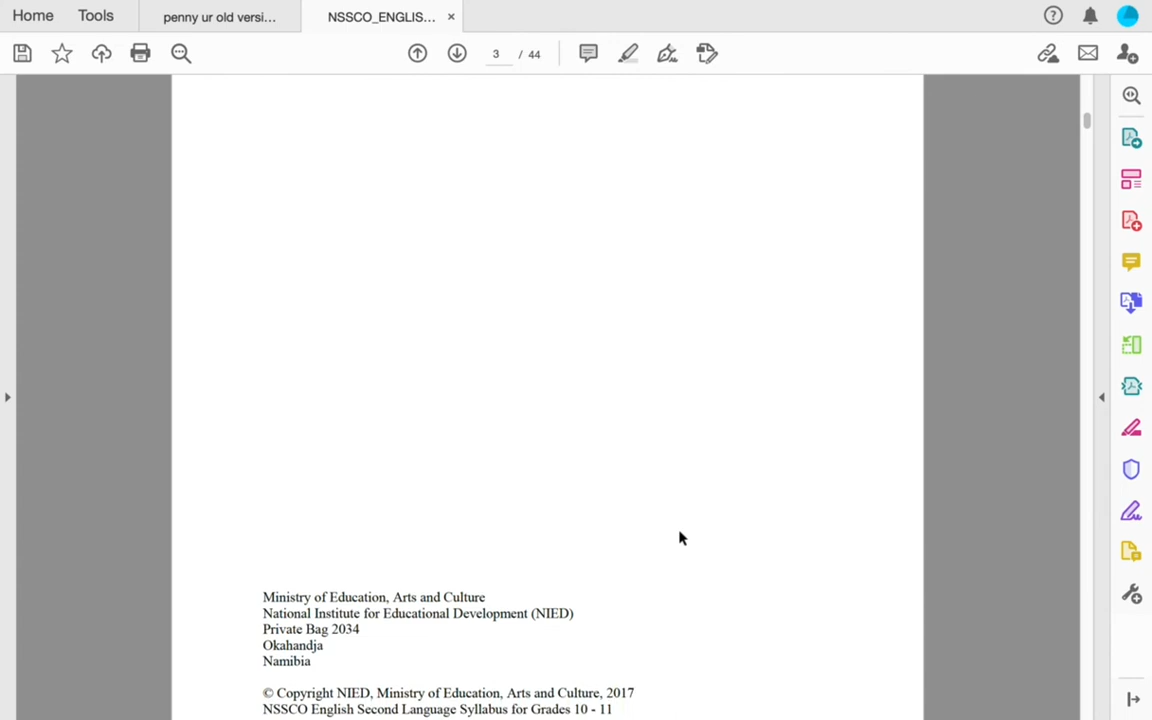 Home Tools penny ur old versi... NSSCO_ENGLIS... ×
3 / 44
Ministry of Education, Arts and Culture
National Institute for Educational Development (NIED)
Private Bag 2034
Okahandja
Namibia
© Copyright NIED, Ministry of Education, Arts and Culture, 2017
NSSCO English Second Language Syllabus for Grades 10 - 11